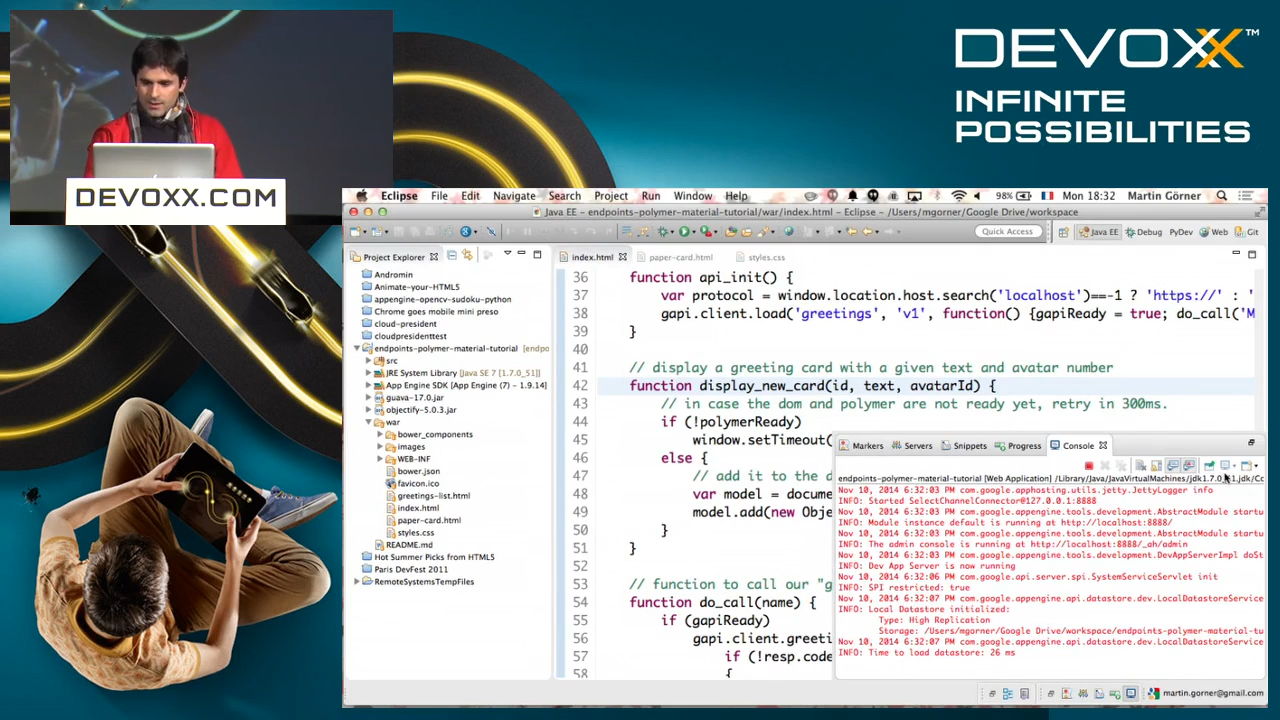 DEVOXX™
INFINITE
POSSIBILITIES
DEVOXX.COM
Eclipse File Edit Navigate Search Project Run Window Help
98% Mon 18:32 Martin Görner
Java EE - endpoints-polymer-material-tutorial/war/index.html - Eclipse - /Users/mgorner/Google Drive/workspace
Quick Access
Java EE Debug PyDev Web Git
Project Explorer
Andromin
Animate-your-HTML5
appengine-opencv-sudoku-python
Chrome goes mobile mini preso
cloud-president
cloudpresidenttest
endpoints-polymer-material-tutorial [endpo
src
JRE System Library [Java SE 7 [1.7.0_51]
App Engine SDK [App Engine (7) - 1.9.14]
guava-17.0.jar
objectify-5.0.3.jar
war
bower_components
images
WEB-INF
bower.json
favicon.ico
greetings-list.html
index.html
paper-card.html
styles.css
README.md
Hot Summer Picks from HTML5
Paris DevFest 2011
RemoteSystemsTempFiles
index.html paper-card.html styles.css
36 function api_init() {
37 var protocol = window.location.host.search('localhost')==-1 ? 'https://' : '
38 gapi.client.load('greetings', 'v1', function() {gapiReady = true; do_call('M
39 }
40
41 // display a greeting card with a given text and avatar number
42 function display_new_card(id, text, avatarId) {
43 // in case the dom and polymer are not ready yet, retry in 300ms.
44 if (!polymerReady)
45 window.setTimeout(
46 else {
47 // add it to the d
48 var model = docume
49 model.add(new Obje
50 }
51 }
52
53 // function to call our "g
54 function do_call(name) {
55 if (gapiReady)
56 gapi.client.greeti
57 if (!resp.code
58 {
Markers Servers Snippets Progress Console
endpoints-polymer-material-tutorial [Web Application] /Library/Java/JavaVirtualMachines/jdk1.7.0_51.jdk/Cc
Nov 10, 2014 6:32:03 PM com.google.apphosting.utils.jetty.JettyLogger info
INFO: Started SelectChannelConnector@127.0.0.1:8888
Nov 10, 2014 6:32:03 PM com.google.appengine.tools.development.AbstractModule startu
INFO: Module instance default is running at http://localhost:8888/
Nov 10, 2014 6:32:03 PM com.google.appengine.tools.development.AbstractModule startu
INFO: The admin console is running at http://localhost:8888/_ah/admin
Nov 10, 2014 6:32:03 PM com.google.appengine.tools.development.DevAppServerImpl doSt
INFO: Dev App Server is now running
Nov 10, 2014 6:32:06 PM com.google.api.server.spi.SystemServiceServlet init
INFO: SPI restricted: true
Nov 10, 2014 6:32:07 PM com.google.appengine.api.datastore.dev.LocalDatastoreService
INFO: Local Datastore initialized:
Type: High Replication
Storage: /Users/mgorner/Google Drive/workspace/endpoints-polymer-material-tu
Nov 10, 2014 6:32:07 PM com.google.appengine.api.datastore.dev.LocalDatastoreService
INFO: Time to load datastore: 26 ms
martin.gorner@gmail.com